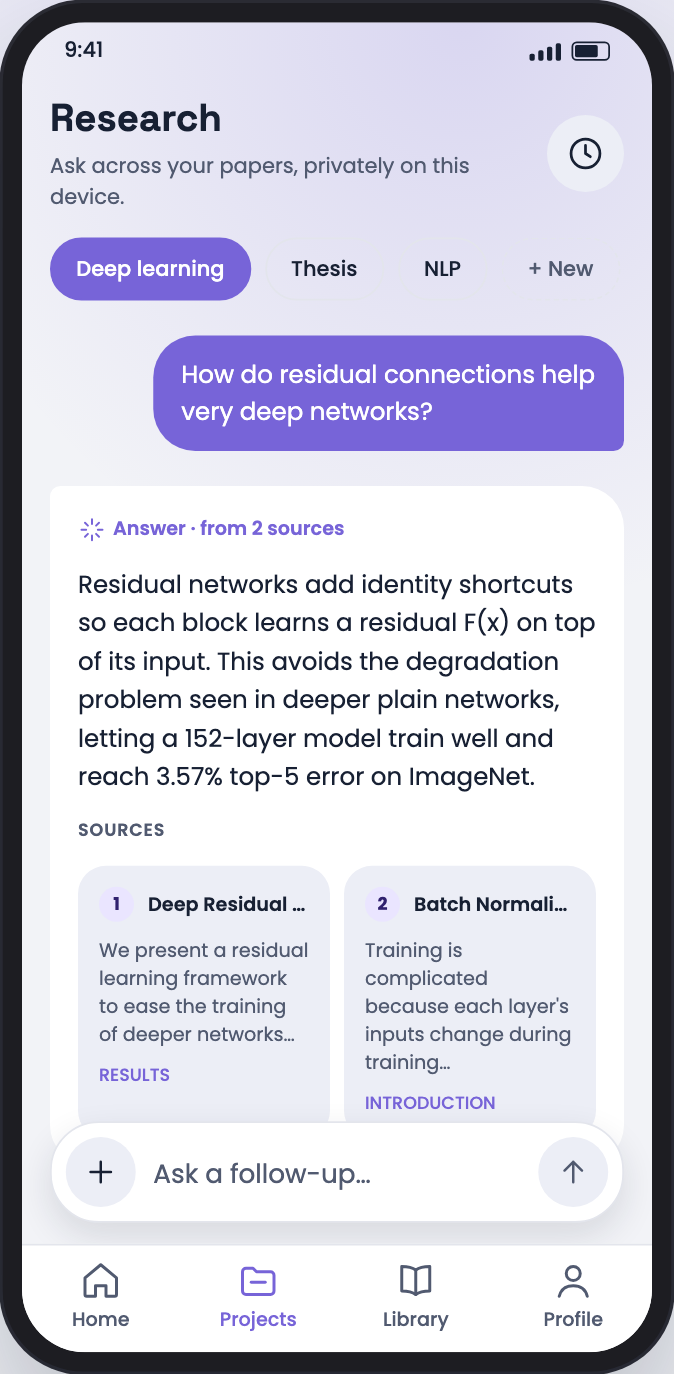 9:41
Research
Ask across your papers, privately on this
device.
Deep learning
Thesis
NLP
+ New
How do residual connections help
very deep networks?
Answer · from 2 sources
Residual networks add identity shortcuts
so each block learns a residual F(x) on top
of its input. This avoids the degradation
problem seen in deeper plain networks,
letting a 152-layer model train well and
reach 3.57% top-5 error on ImageNet.
SOURCES
1 Deep Residual ...
We present a residual
learning framework
to ease the training
of deeper networks...
RESULTS
2 Batch Normali...
Training is
complicated
because each layer's
inputs change during
training...
INTRODUCTION
Ask a follow-up...
Home
Projects
Library
Profile